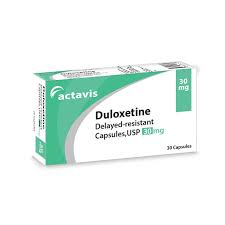 30
mg
actavis
Duloxetine
Delayed-resistant
Capsules,USP 30mg
30 Capsules